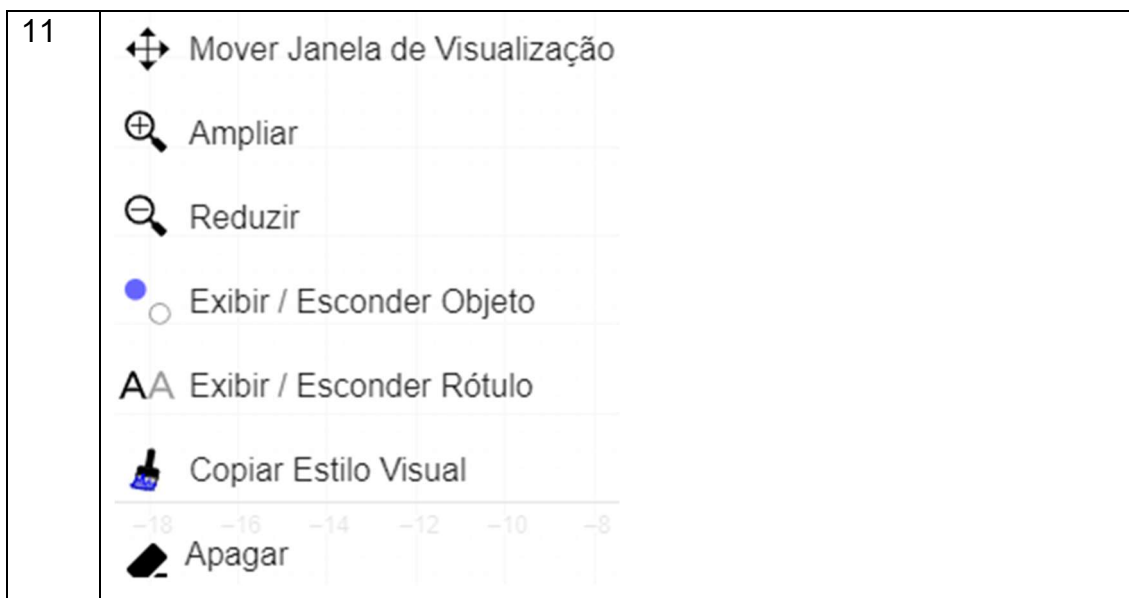 11
Mover Janela de Visualização
Ampliar
Reduzir
Exibir / Esconder Objeto
AA Exibir / Esconder Rótulo
Copiar Estilo Visual
–18 –16 –14 –12 –10 –8
Apagar